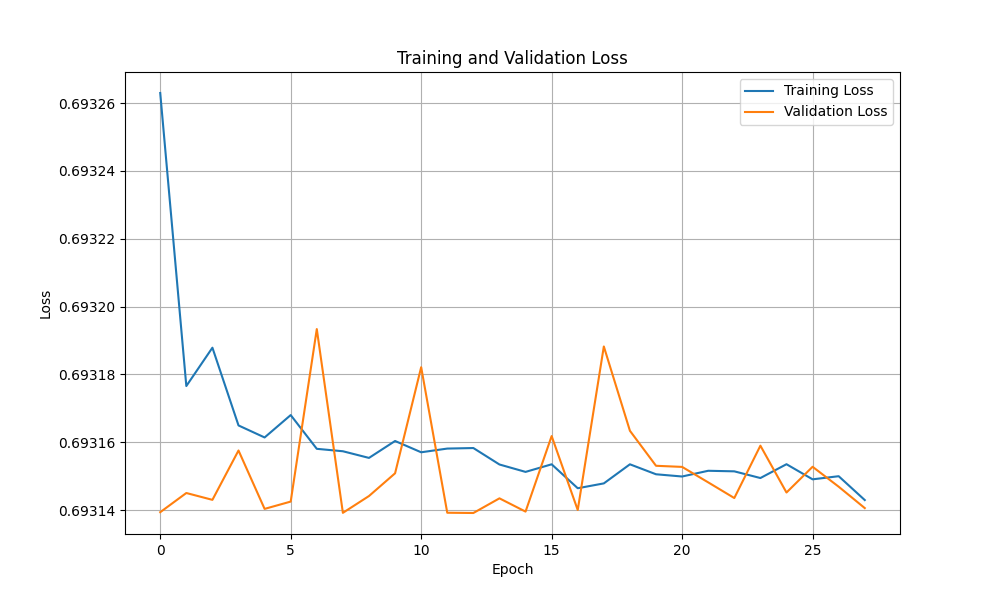 Training and Validation Loss
Training Loss
Validation Loss
0.69326
0.69324
0.69322
0.69320
0.69318
0.69316
0.69314
Loss
0 5 10 15 20 25
Epoch